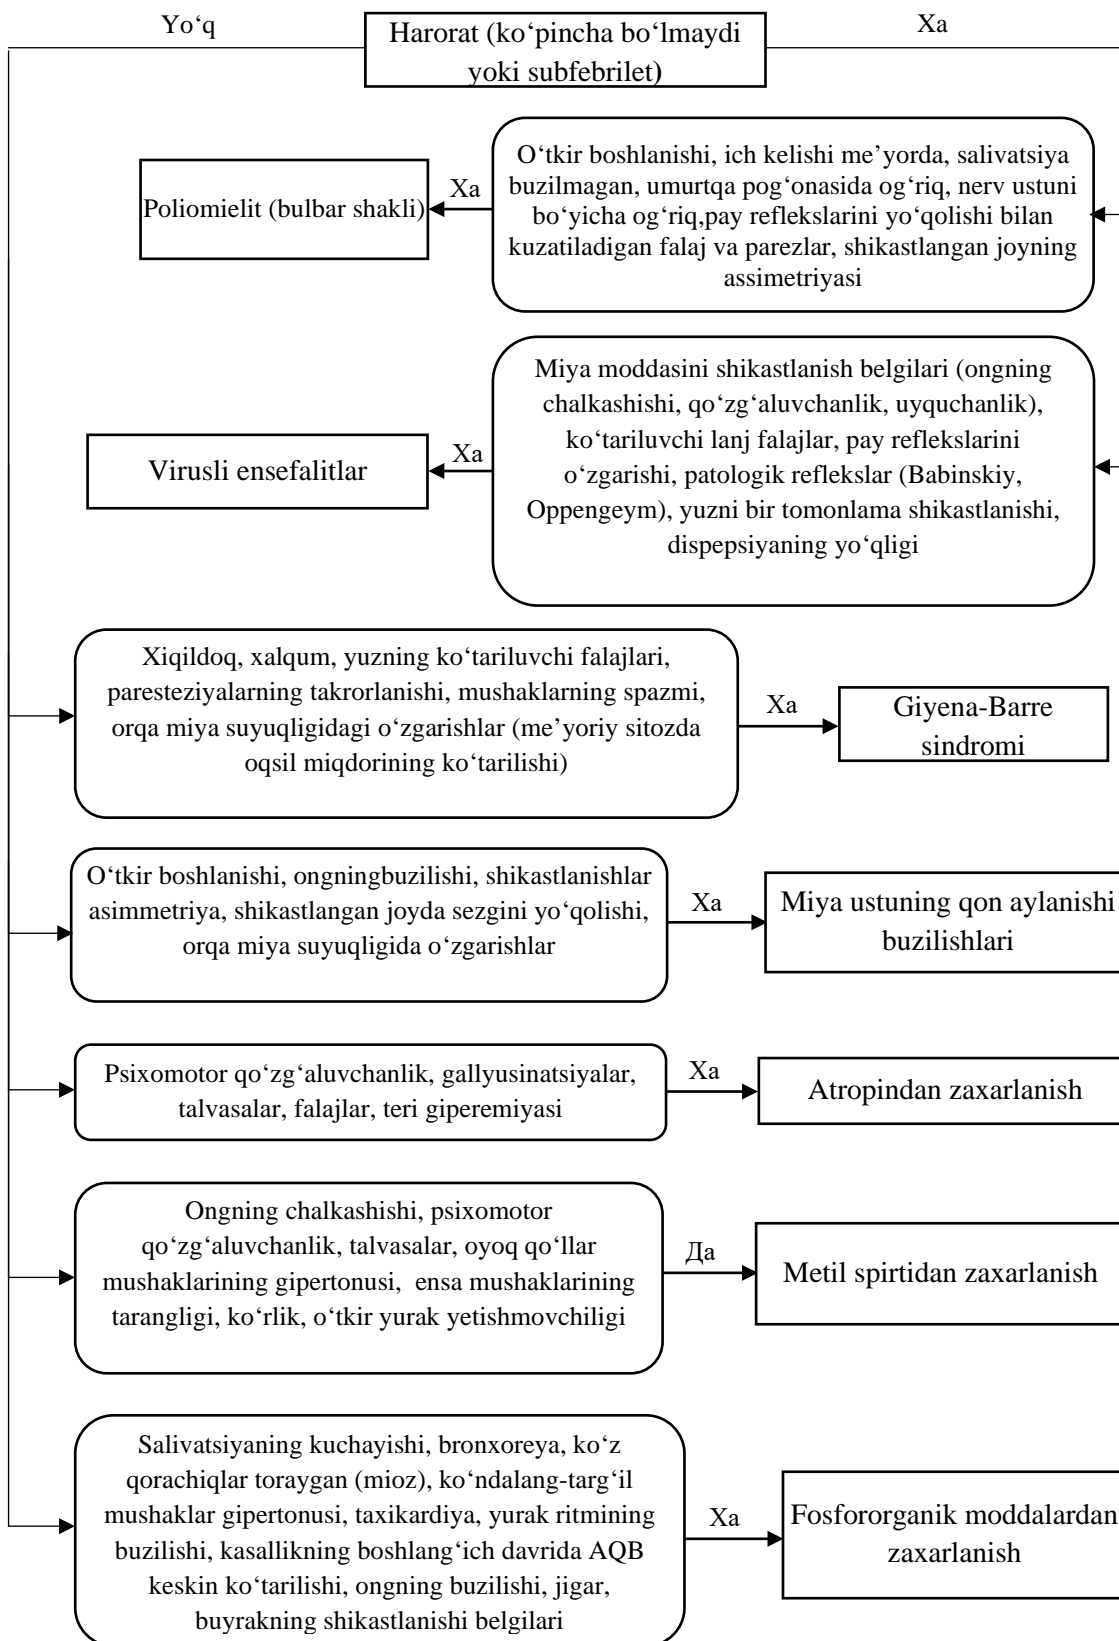 Yo‘q
Harorat (ko‘pincha bo‘lmaydi
yoki subfebrilet)
Xa
O‘tkir boshlanishi, ich kelishi me’yorda, salivatsiya
buzilmagan, umurtqa pog‘onasida og‘riq, nerv ustuni
bo‘yicha og‘riq,pay reflekslarini yo‘qolishi bilan
kuzatiladigan falaj va parezlar, shikastlangan joyning
assimetriyasi
Xa
Poliomielit (bulbar shakli)
Miya moddasini shikastlanish belgilari (ongning
chalkashishi, qo‘zg‘aluvchanlik, uyquchanlik),
ko‘tariluvchi lanj falajlar, pay reflekslarini
o‘zgarishi, patologik reflekslar (Babinskiy,
Oppengeym), yuzni bir tomonlama shikastlanishi,
dispepsiyaning yo‘qligi
Xa
Virusli ensefalitlar
Xiqildoq, xalqum, yuzning ko‘tariluvchi falajlari,
paresteziyalarning takrorlanishi, mushaklarning spazmi,
orqa miya suyuqligidagi o‘zgarishlar (me’yoriy sitozda
oqsil miqdorining ko‘tarilishi)
Xa
Giyena-Barre
sindromi
O‘tkir boshlanishi, ongningbuzilishi, shikastlanishlar
asimmetriya, shikastlangan joyda sezgini yo‘qolishi,
orqa miya suyuqligida o‘zgarishlar
Xa
Miya ustuning qon aylanishi
buzilishlari
Psixomotor qo‘zg‘aluvchanlik, gallyusinatsiyalar,
talvasalar, falajlar, teri giperemiyasi
Xa
Atropindan zaxarlanish
Ongning chalkashishi, psixomotor
qo‘zg‘aluvchanlik, talvasalar, oyoq qo‘llar
mushaklarining gipertonusi, ensa mushaklarining
tarangligi, ko‘rlik, o‘tkir yurak yetishmovchiligi
Да
Metil spirtidan zaxarlanish
Salivatsiyaning kuchayishi, bronxoreya, ko‘z
qorachiqlar toraygan (mioz), ko‘ndalang-targ‘il
mushaklar gipertonusi, taxikardiya, yurak ritmining
buzilishi, kasallikning boshlang‘ich davrida AQB
keskin ko‘tarilishi, ongning buzilishi, jigar,
buyrakning shikastlanishi belgilari
Xa
Fosfororganik moddalardan
zaxarlanish